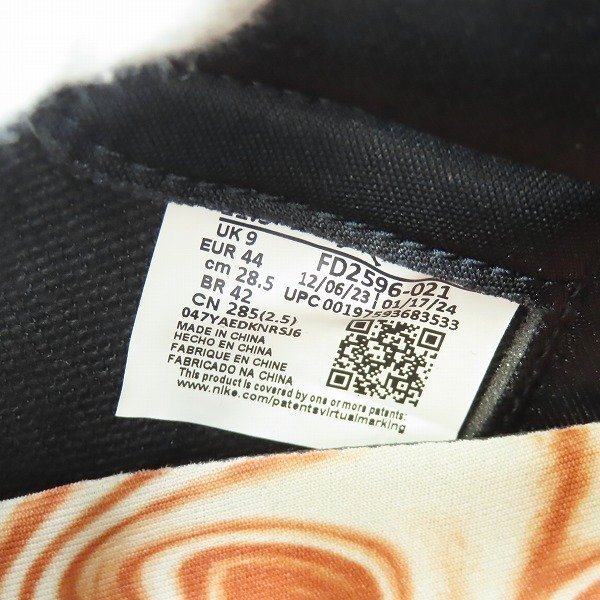 UK 9
EUR 44
cm 28.5
BR 42
CN 285(2.5)
FD2596-021
12/06/23 | 01/17/24
UPC 00197593683533
047YAEDKNRSJ6
MADE IN CHINA
HECHO EN CHINA
FABRIQUE EN CHINE
FABRICADO NA CHINA
This product is covered by one or more patents:
www.nike.com/patentsvirtualmarking